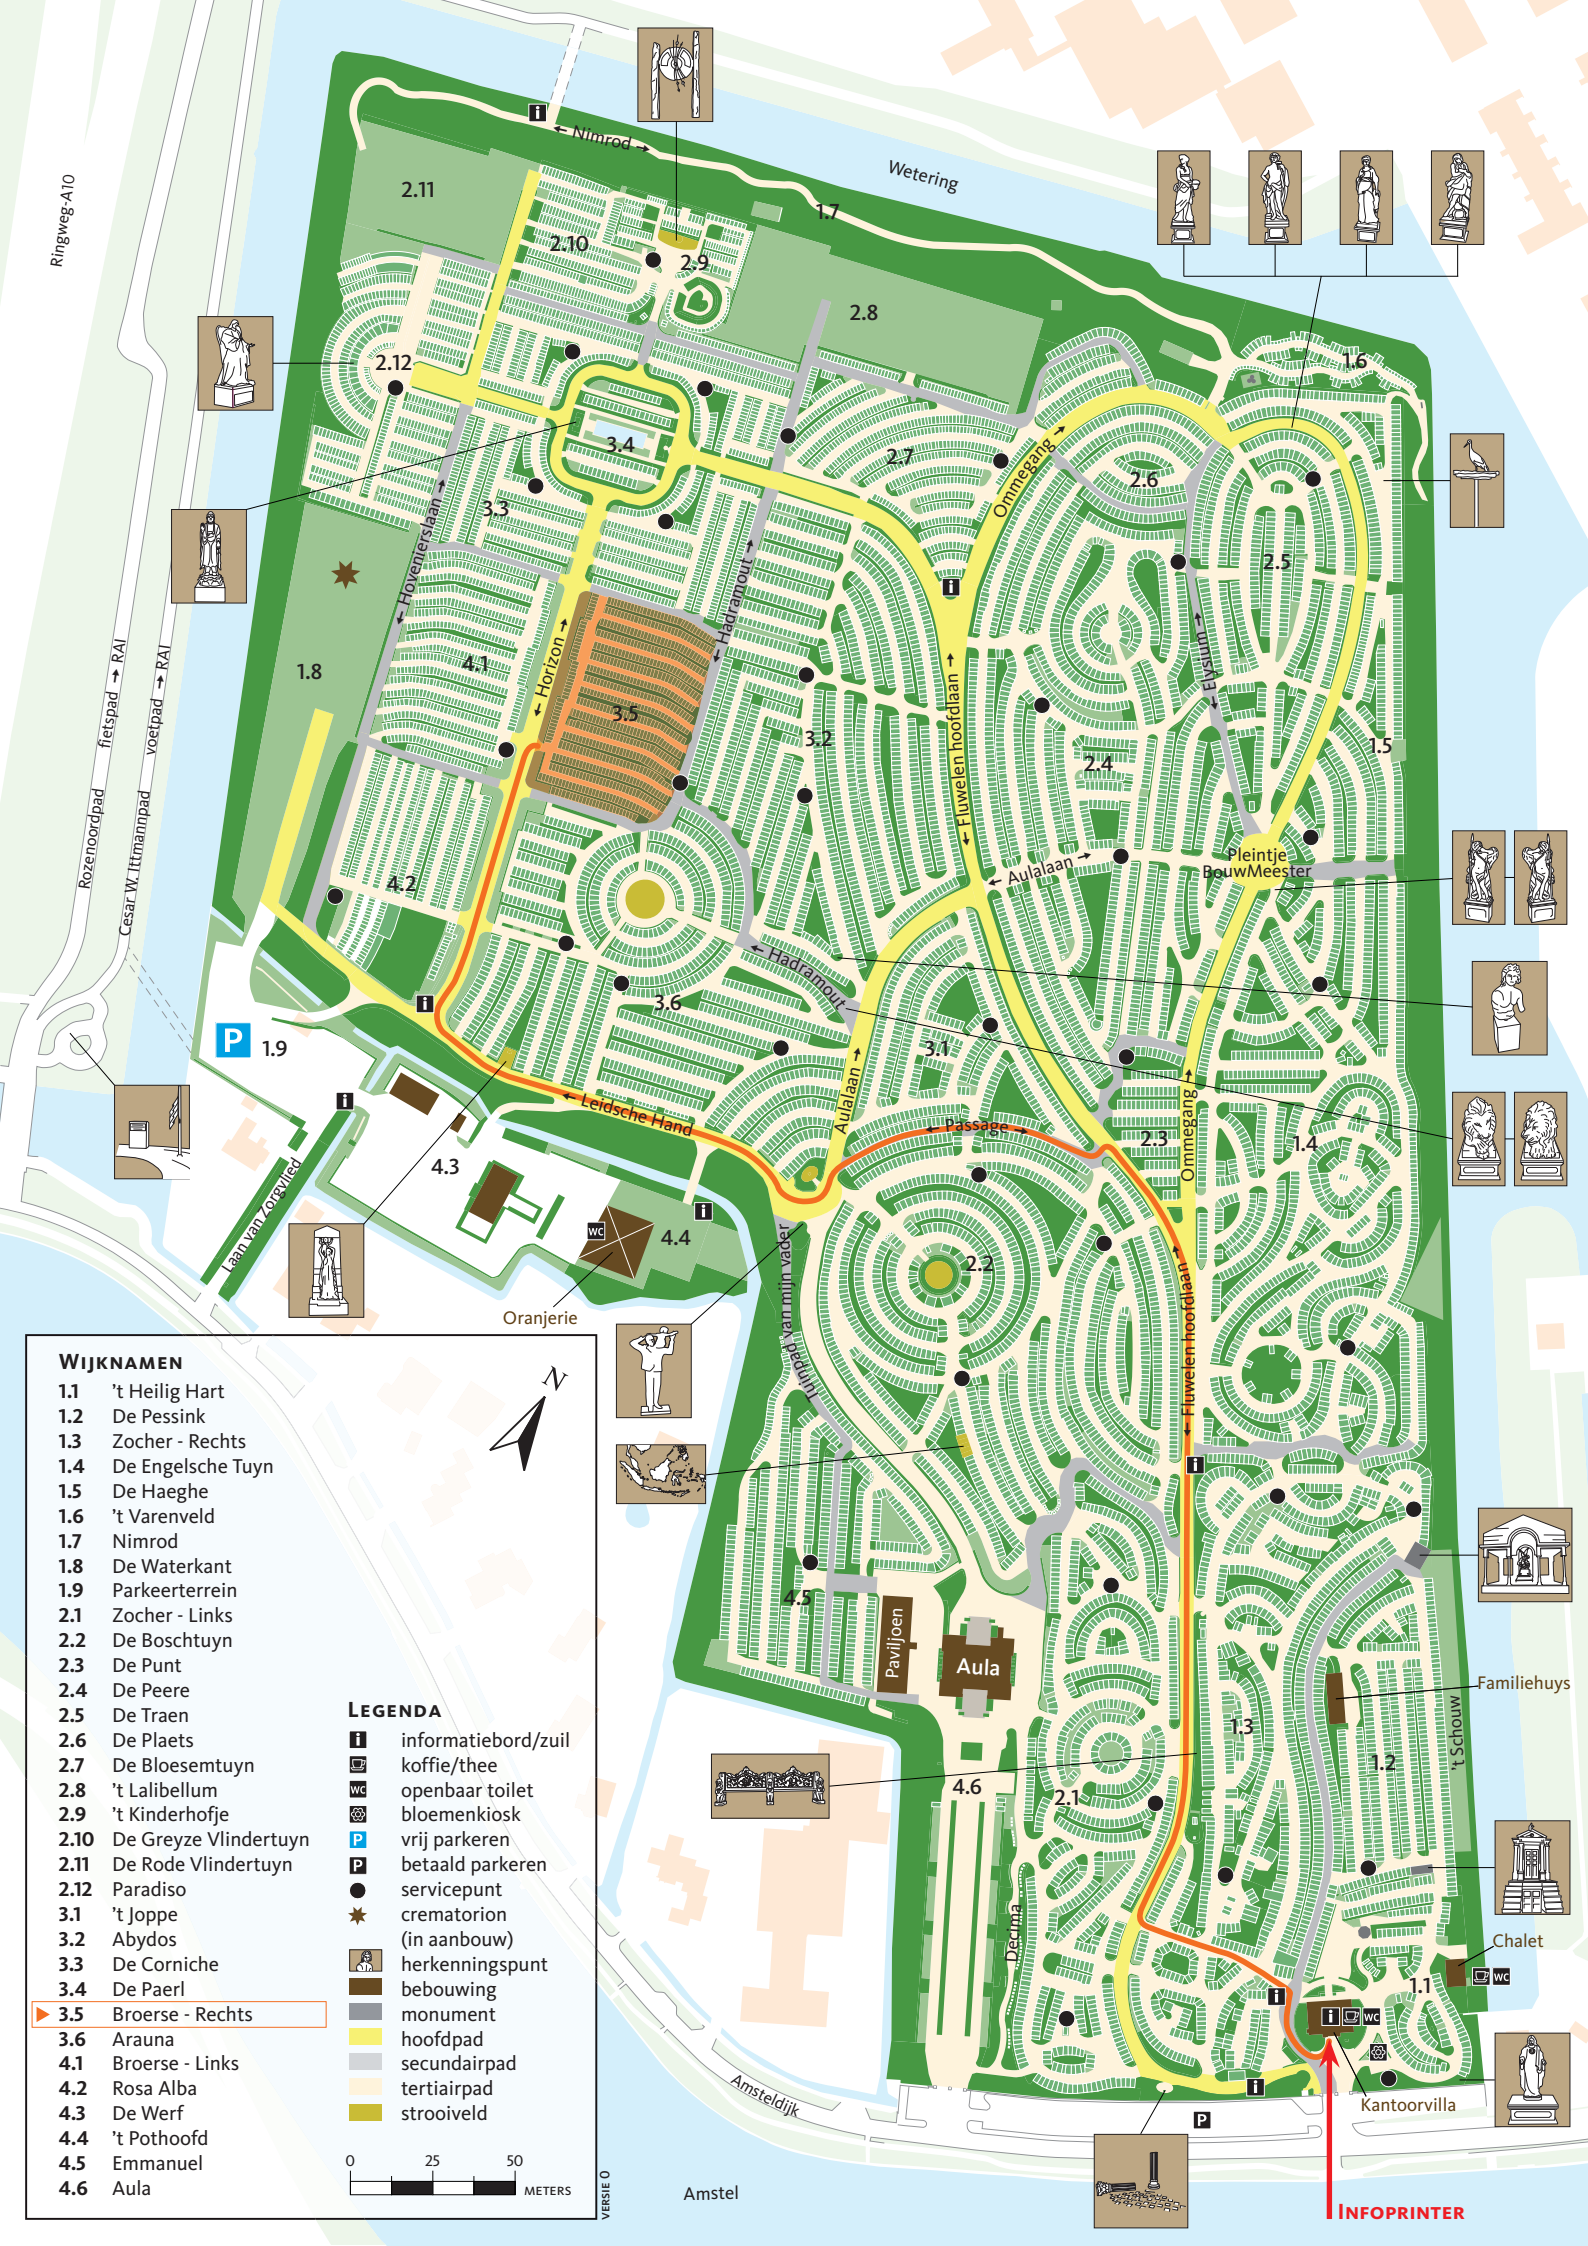 Ringweg-A10
Nimrod
Wetering
2.11
2.10
2.9
1.7
2.8
2.12
1.6
3.4
2.7
2.6
Ommegang
3.3
Hovenierslaan
Hadramout
2.5
1.8
4.1
Horizon
3.5
3.2
Fluwelen hoofdlaan
Elysium
2.4
1.5
fietspad → RAI
voetpad → RAI
Rozenoordpad
Cesar W. Ittmannpad
4.2
Aulalaan
Pleintje
BouwMeester
Hadramout
3.6
P
1.9
3.1
Aulalaan
Leidsche Hand
Passage
2.3
Ommegang
1.4
4.3
Laan van Zorgvlied
WC
4.4
Oranjerie
Tuinpad van mijn vader
2.2
Fluwelen hoofdlaan
4.5
Paviljoen
Aula
Familiehuys
't Schouw
1.3
1.2
4.6
2.1
Decima
Chalet
WC
1.1
WC
Kantoorvilla
P
Amsteldijk
Amstel
INFOPRINTER
WIJKNAMEN
1.1 't Heilig Hart
1.2 De Pessink
1.3 Zocher - Rechts
1.4 De Engelsche Tuyn
1.5 De Haeghe
1.6 't Varenveld
1.7 Nimrod
1.8 De Waterkant
1.9 Parkeerterrein
2.1 Zocher - Links
2.2 De Boschtuyn
2.3 De Punt
2.4 De Peere
2.5 De Traen
2.6 De Plaets
2.7 De Bloesemtuyn
2.8 't Lalibellum
2.9 't Kinderhofje
2.10 De Greyze Vlindertuyn
2.11 De Rode Vlindertuyn
2.12 Paradiso
3.1 't Joppe
3.2 Abydos
3.3 De Corniche
3.4 De Paerl
3.5 Broerse - Rechts
3.6 Arauna
4.1 Broerse - Links
4.2 Rosa Alba
4.3 De Werf
4.4 't Pothoofd
4.5 Emmanuel
4.6 Aula
N
LEGENDA
i informatiebord/zuil
koffie/thee
WC openbaar toilet
bloemenkiosk
P vrij parkeren
P betaald parkeren
servicepunt
crematorion
(in aanbouw)
herkenningspunt
bebouwing
monument
hoofdpad
secundairpad
tertiairpad
strooiveld
0 25 50
METERS
VERSIE 0